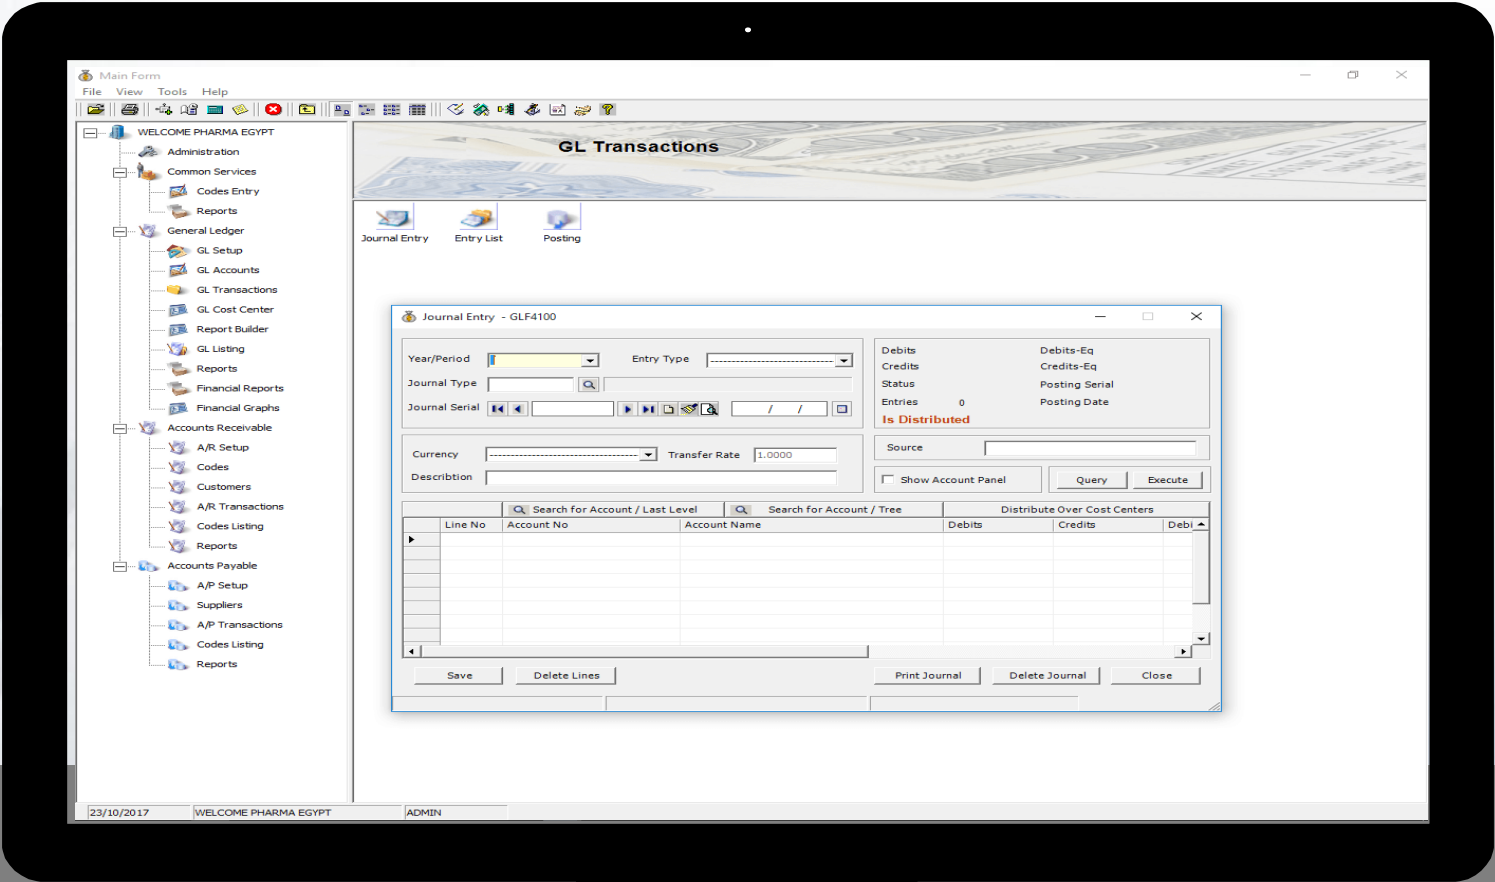 Main Form
File View Tools Help
WELCOME PHARMA EGYPT
Administration
Common Services
Codes Entry
Reports
General Ledger
GL Setup
GL Accounts
GL Transactions
GL Cost Center
Report Builder
GL Listing
Reports
Financial Reports
Financial Graphs
Accounts Receivable
A/R Setup
Codes
Customers
A/R Transactions
Codes Listing
Reports
Accounts Payable
A/P Setup
Suppliers
A/P Transactions
Codes Listing
Reports
GL Transactions
Journal Entry Entry List Posting
Journal Entry - GLF4100
Year/Period Entry Type
Journal Type
Journal Serial / /
Currency Transfer Rate 1.0000
Describtion
Debits Debits-Eq
Credits Credits-Eq
Status Posting Serial
Entries 0 Posting Date
Is Distributed
Source
Show Account Panel Query Execute
Search for Account / Last Level Search for Account / Tree Distribute Over Cost Centers
Line No Account No Account Name Debits Credits Debi
Save Delete Lines Print Journal Delete Journal Close
23/10/2017 WELCOME PHARMA EGYPT ADMIN